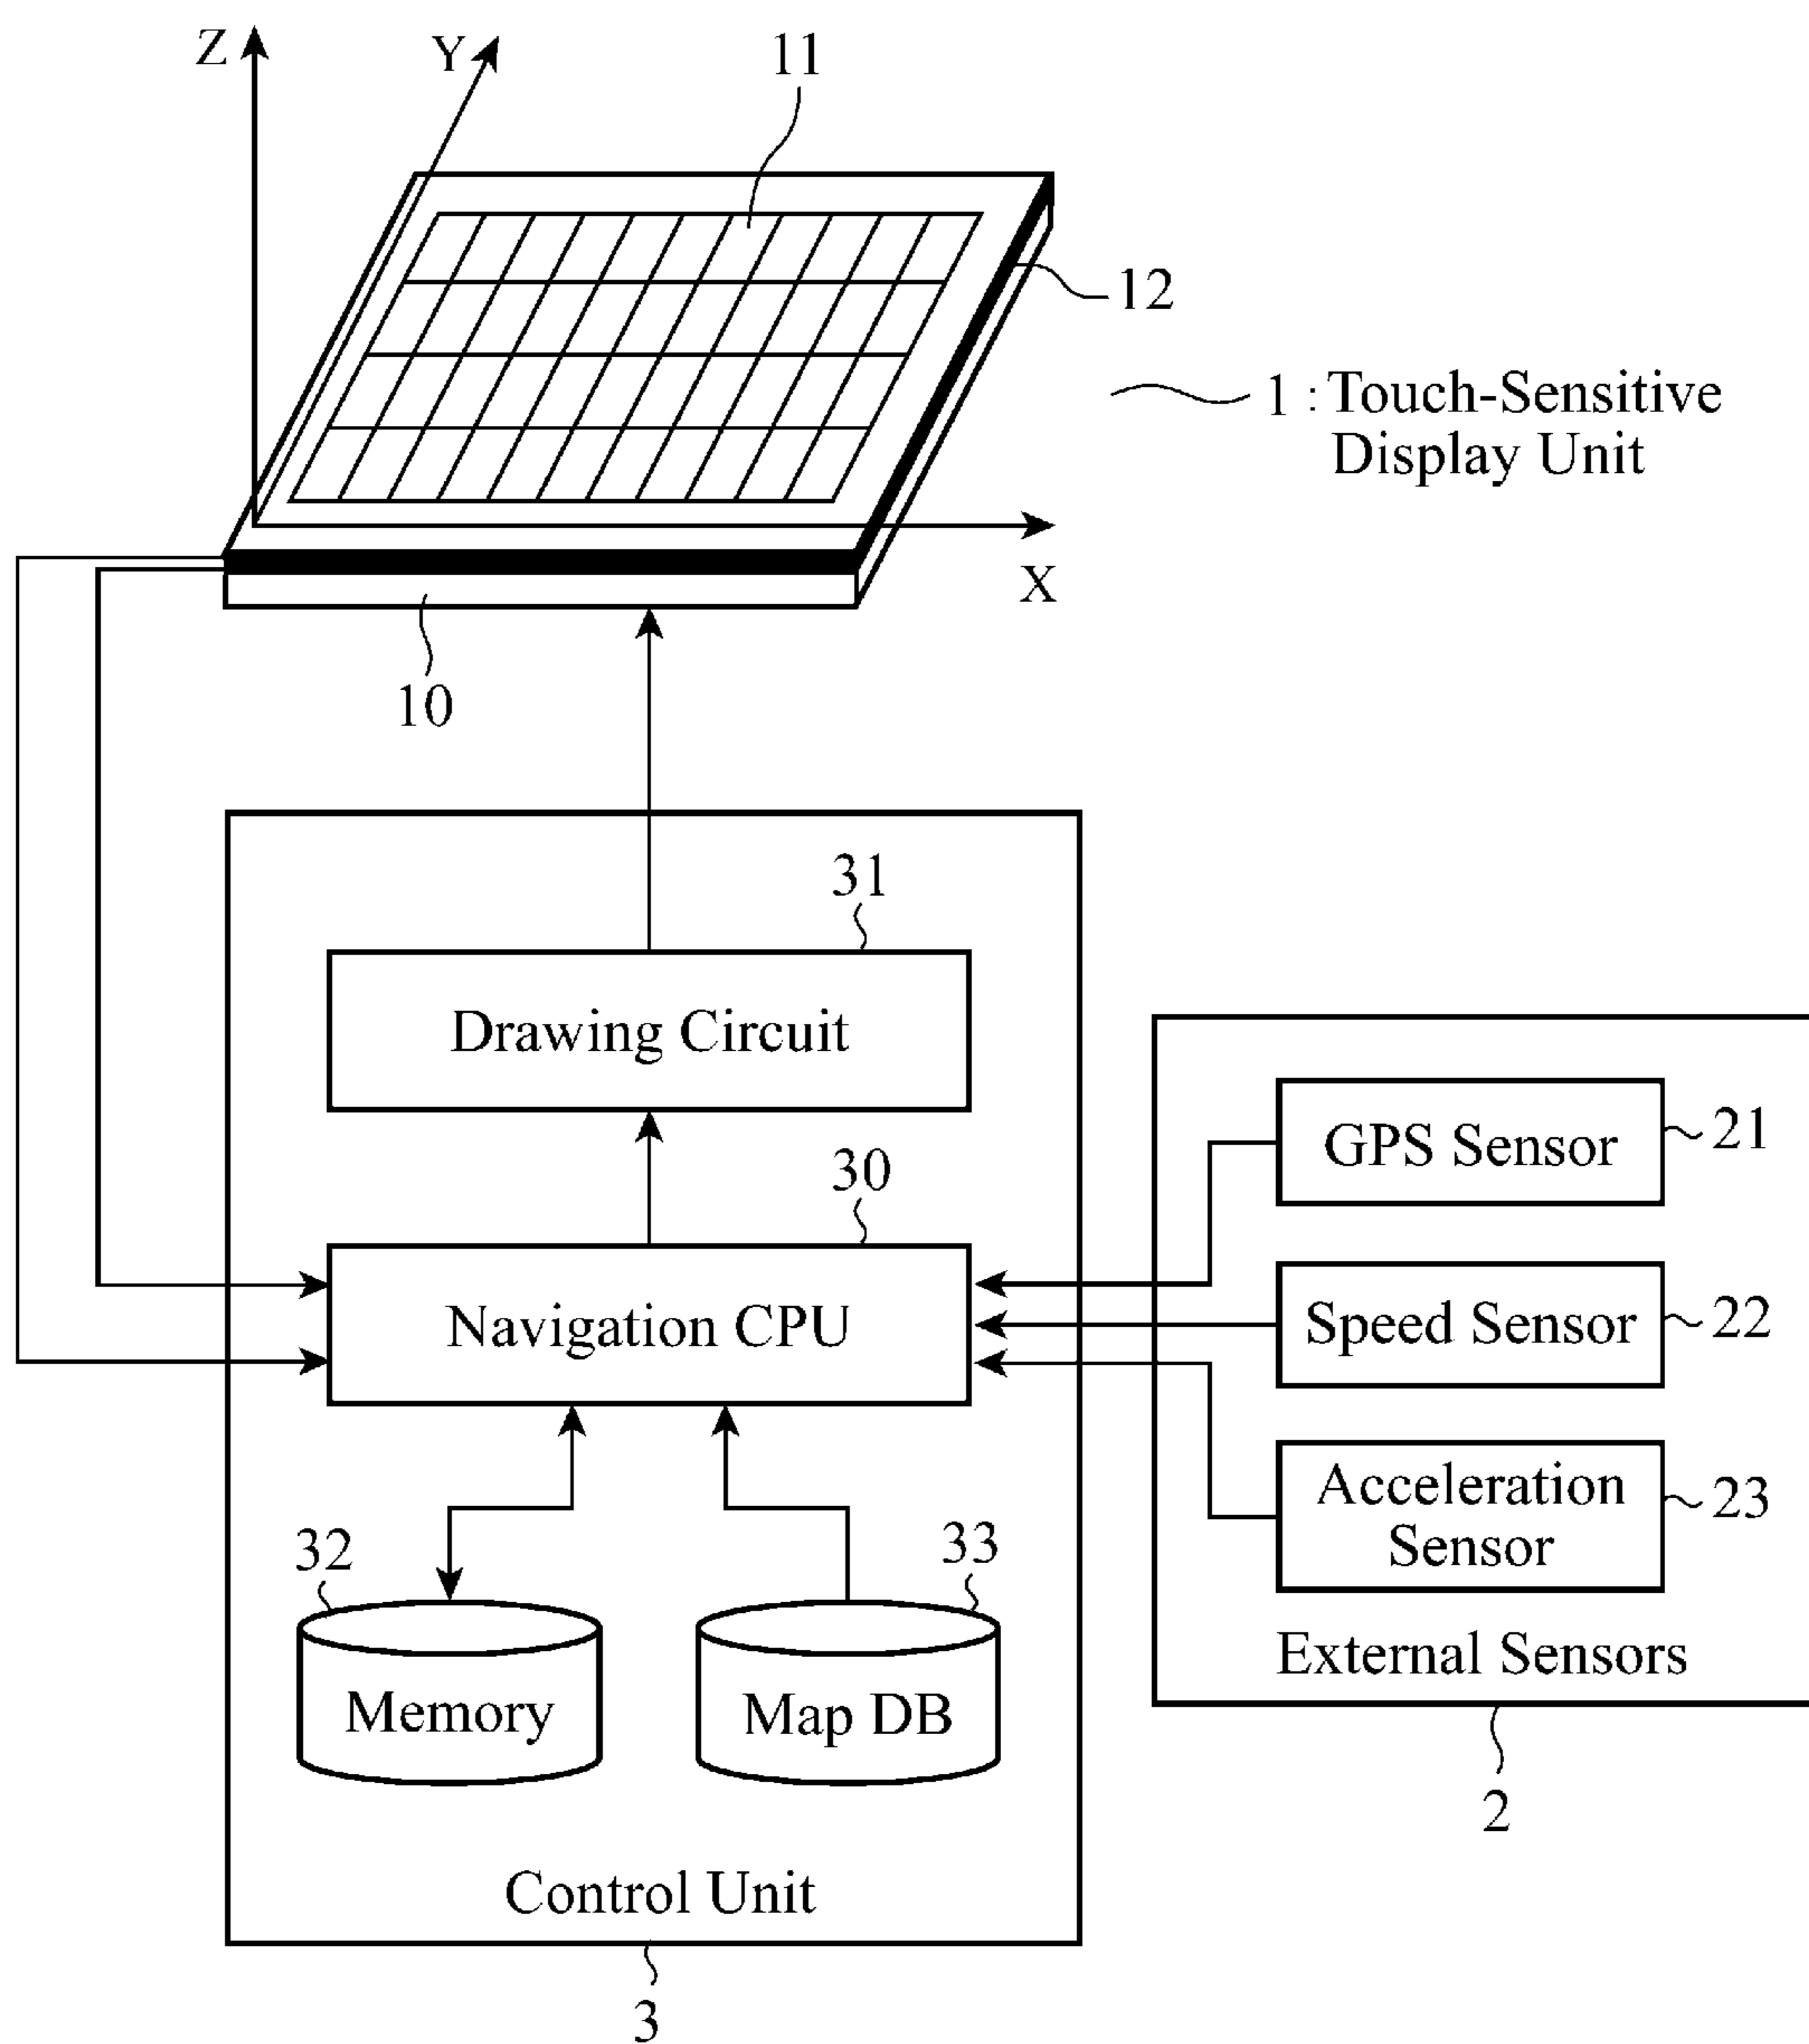 Z
Y
11
12
1 : Touch-Sensitive
Display Unit
X
10
31
Drawing Circuit
30
Navigation CPU
GPS Sensor
21
Speed Sensor
22
Acceleration
Sensor
23
External Sensors
2
32
33
Memory
Map DB
Control Unit
3